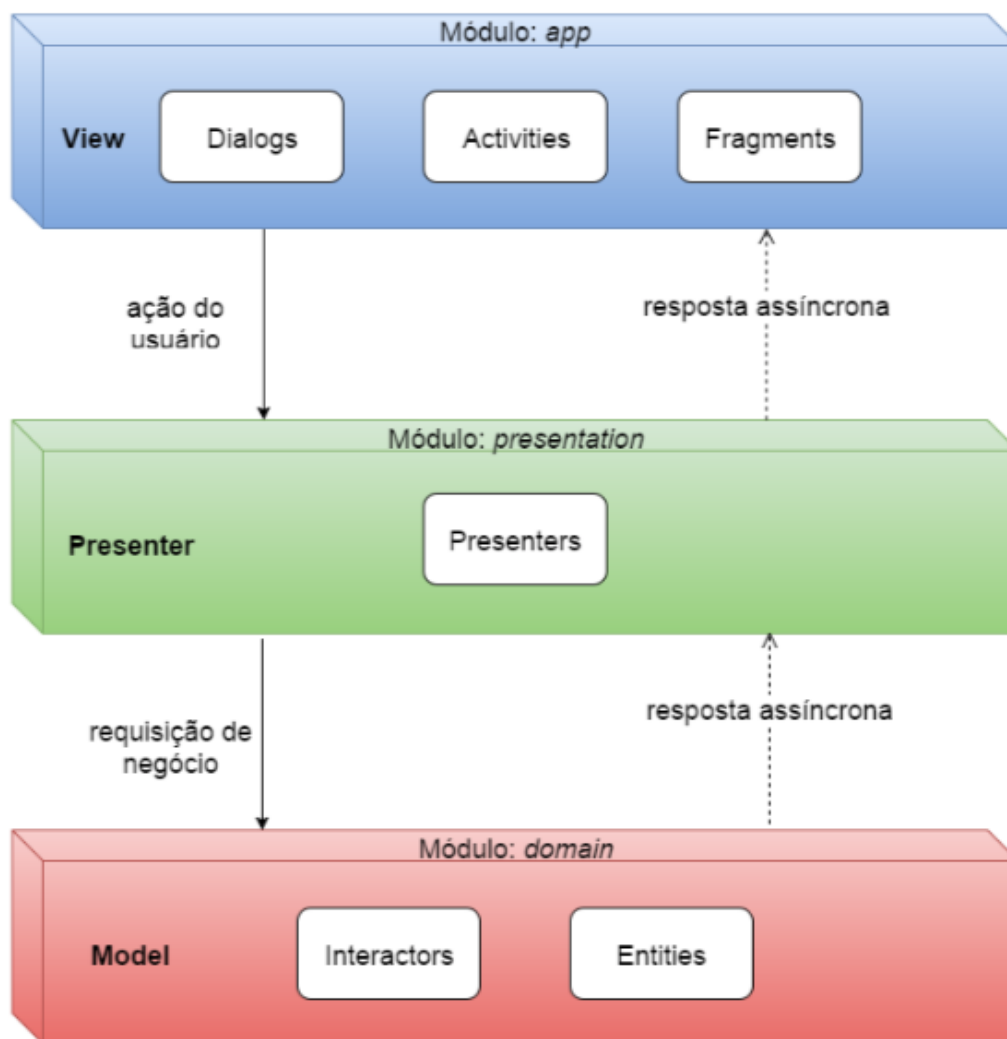 Módulo: app
View
Dialogs
Activities
Fragments
ação do
usuário
resposta assíncrona
Módulo: presentation
Presenter
Presenters
requisição de
negócio
resposta assíncrona
Módulo: domain
Model
Interactors
Entities